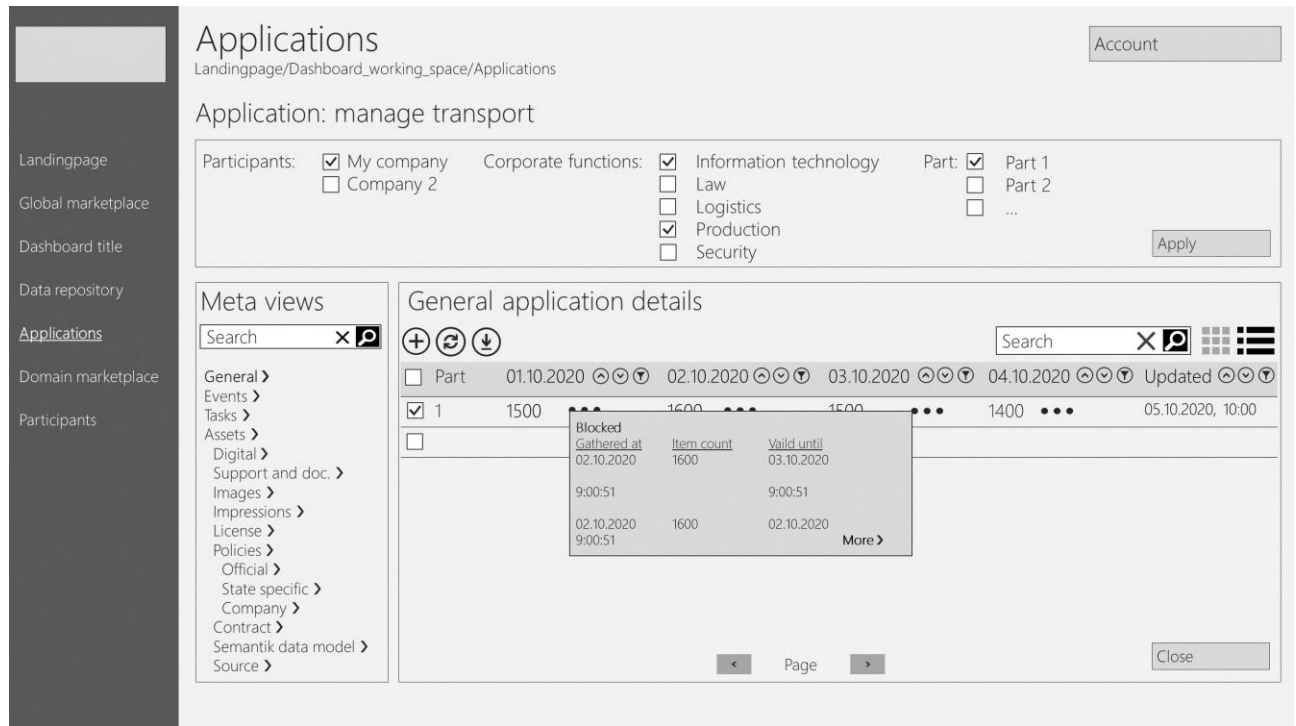 Applications
Landingpage/Dashboard_working_space/Applications
Account
Application: manage transport
Landingpage
Global marketplace
Dashboard title
Data repository
Applications
Domain marketplace
Participants
Participants: My company Corporate functions: Information technology Part: Part 1
Company 2 Law Part 2
Logistics ...
Production
Security
Apply
Meta views
Search
General
Events
Tasks
Assets
Digital
Support and doc.
Images
Impressions
License
Policies
Official
State specific
Company
Contract
Semantik data model
Source
General application details
Search
Part 01.10.2020 02.10.2020 03.10.2020 04.10.2020 Updated
1 1500 1600 1500 1400 05.10.2020, 10:00
Blocked
Gathered at Item count Vaild until
02.10.2020 1600 03.10.2020
9:00:51 9:00:51
02.10.2020 1600 02.10.2020
9:00:51 More
< Page >
Close